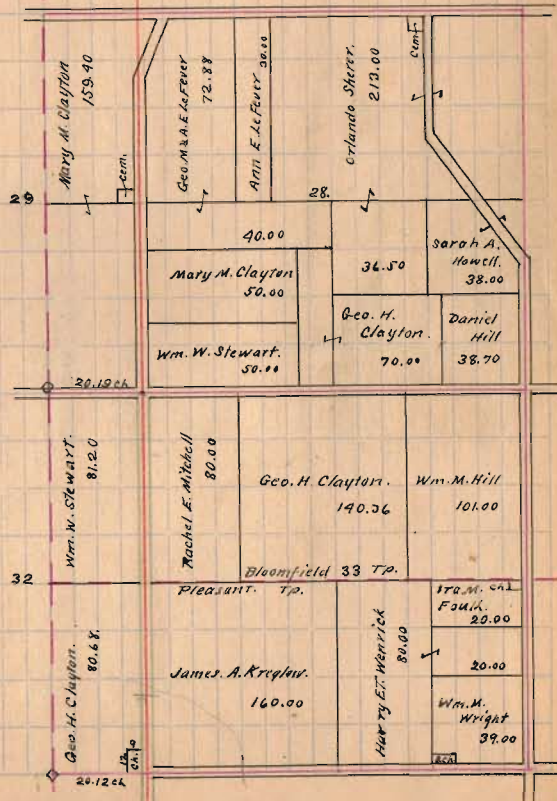 Mary M. Clayton
159.40
Cem.
Geo M & A. E. LeFever
72.88
Ann E. LeFever
30.00
Orlando Sherer.
213.00
Cem.
29
28.
40.00
Mary M. Clayton
50.00
36.50
Sarah A.
Howell.
38.00
Wm. W. Stewart.
50.00
Geo. H.
Clayton.
70.00
Daniel
Hill
38.70
20.19 ch
Wm. W. Stewart.
81.20
Rachel E. Mitchell
80.00
Geo. H. Clayton.
140.36
Wm. M. Hill
101.00
32
Bloomfield 33 Tp.
Pleasant. Tp.
Geo. H. Clayton.
80.68.
James. A. Kreglow.
160.00
Harry E.T. Wenrick
80.00
Ira M.
Foulk.
20.00
20.00
Wm. M.
Wright
39.00
Sch
20.12 ch